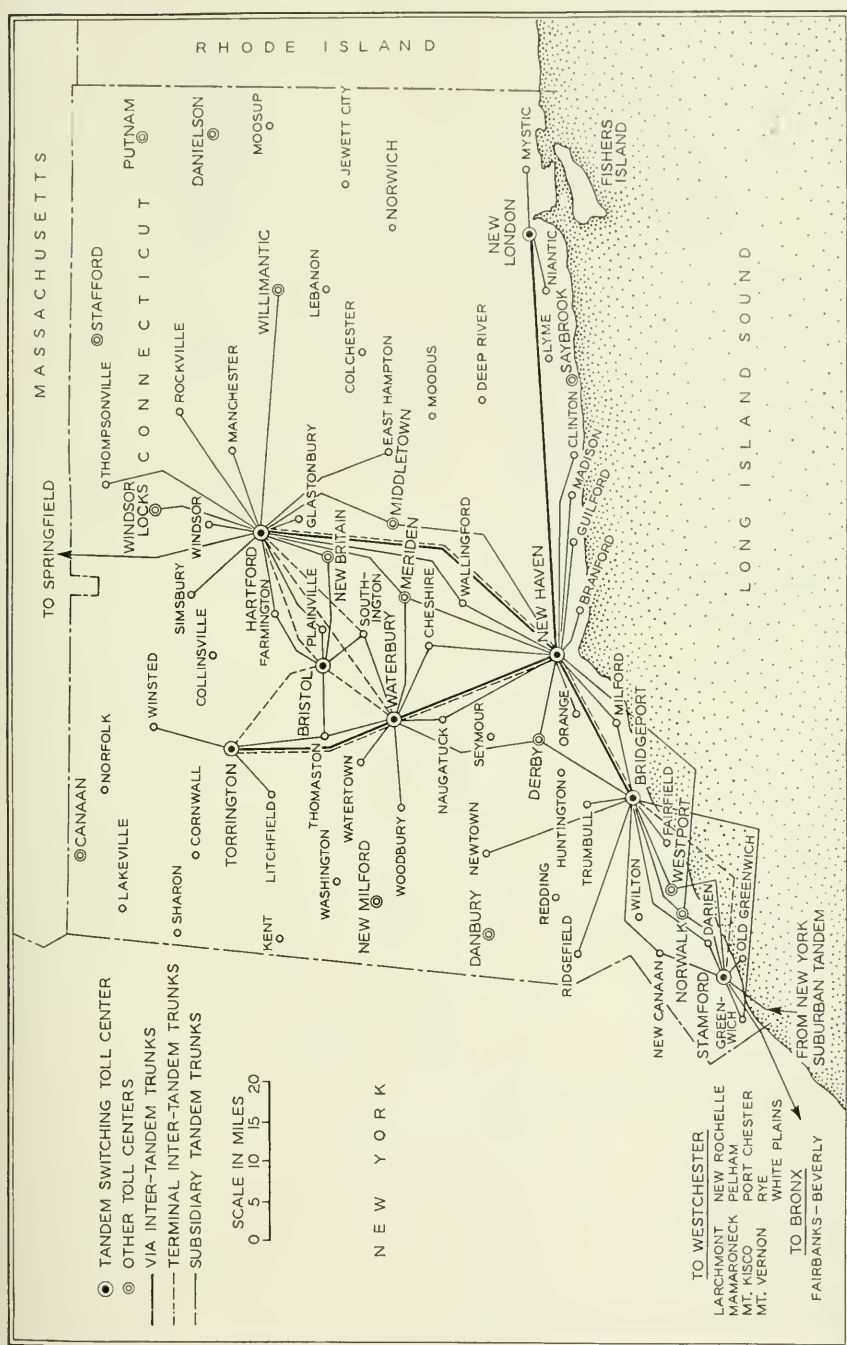 MASSACHUSETTS
RHODE ISLAND
CONNECTICUT
NEW YORK
LONG ISLAND SOUND
FISHERS
ISLAND
TO SPRINGFIELD
CANAAN
NORFOLK
LAKEVILLE
WINSTED
SHARON
CORNWALL
COLLINSVILLE
SIMSBURY
WINDSOR
LOCKS
WINDSOR
THOMPSONVILLE
STAFFORD
ROCKVILLE
MANCHESTER
PUTNAM
DANIELSON
MOOSUP
WILLIMANTIC
TORRINGTON
LITCHFIELD
KENT
HARTFORD
FARMINGTON
GLASTONBURY
BRISTOL
PLAINVILLE
NEW BRITAIN
SOUTH-
INGTON
THOMASTON
WATERTOWN
WASHINGTON
NEW MILFORD
WOODBURY
WATERBURY
MERIDEN
CHESHIRE
WALLINGFORD
MIDDLETOWN
EAST HAMPTON
COLCHESTER
LEBANON
JEWETT CITY
NORWICH
MOODUS
DEEP RIVER
NAUGATUCK
SEYMOUR
DERBY
NEWTOWN
DANBURY
HUNTINGTON
TRUMBULL
REDDING
RIDGEFIELD
WILTON
NEW CANAAN
NEW HAVEN
ORANGE
MILFORD
BRIDGEPORT
FAIRFIELD
WESTPORT
NORWALK
DARIEN
STAMFORD
OLD GREENWICH
GREEN-
WICH
BRANFORD
GUILFORD
MADISON
CLINTON
SAYBROOK
LYME
NIANTIC
NEW
LONDON
MYSTIC
FROM NEW YORK
SUBURBAN TANDEM
TANDEM SWITCHING TOLL CENTER
OTHER TOLL CENTERS
VIA INTER-TANDEM TRUNKS
TERMINAL INTER-TANDEM TRUNKS
SUBSIDIARY TANDEM TRUNKS
SCALE IN MILES
0 5 10 15 20
TO WESTCHESTER
LARCHMONT NEW ROCHELLE
MAMARONECK PELHAM
MT. KISCO PORT CHESTER
MT. VERNON RYE
WHITE PLAINS
TO BRONX
FAIRBANKS-BEVERLY